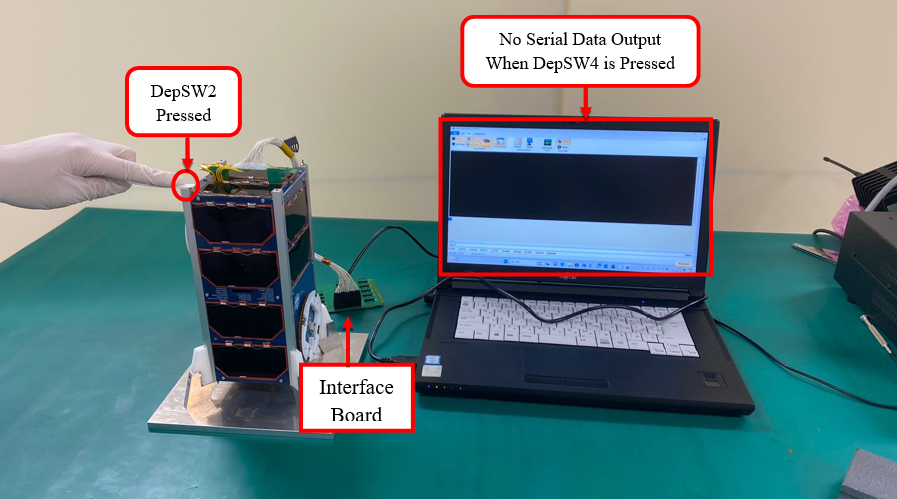 No Serial Data Output
When DepSW4 is Pressed
DepSW2
Pressed
Interface
Board